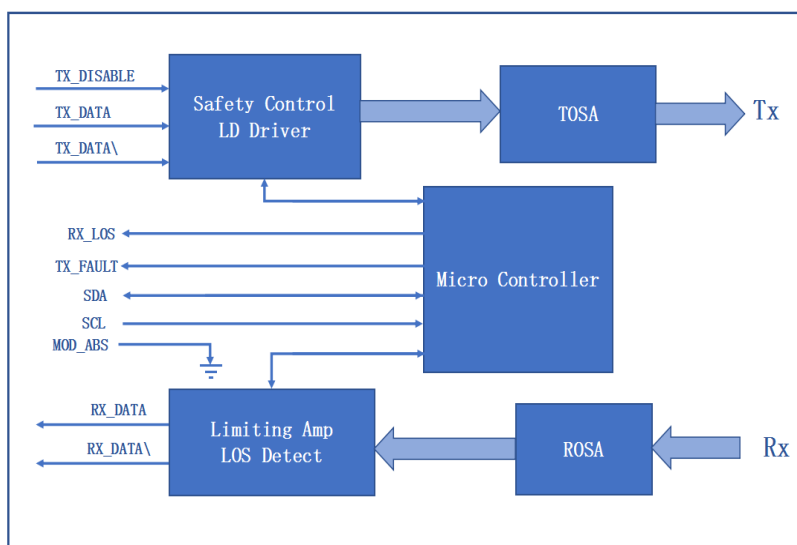 TX_DISABLE
TX_DATA
TX_DATA\
Safety Control
LD Driver
TOSA
Tx
RX_LOS
TX_FAULT
SDA
SCL
MOD_ABS
Micro Controller
RX_DATA
RX_DATA\
Limiting Amp
LOS Detect
ROSA
Rx